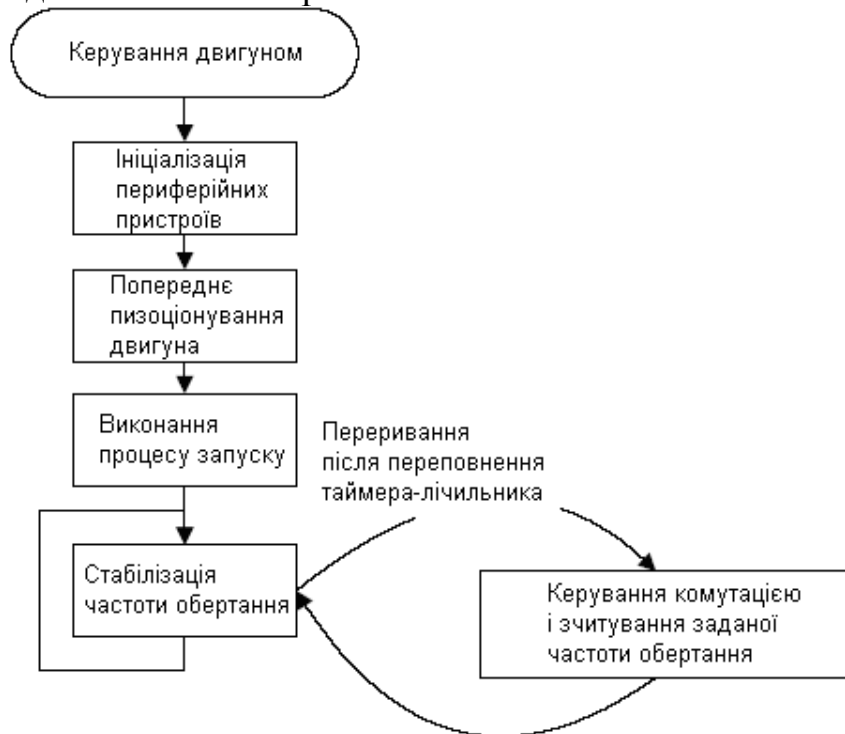 Керування двигуном
Ініціалізація
периферійних
пристроїв
Попереднє
пизоціонування
двигуна
Виконання
процесу запуску
Переривання
після переповнення
таймера-лічильника
Стабілізація
частоти обертання
Керування комутацією
і зчитування заданої
частоти обертання